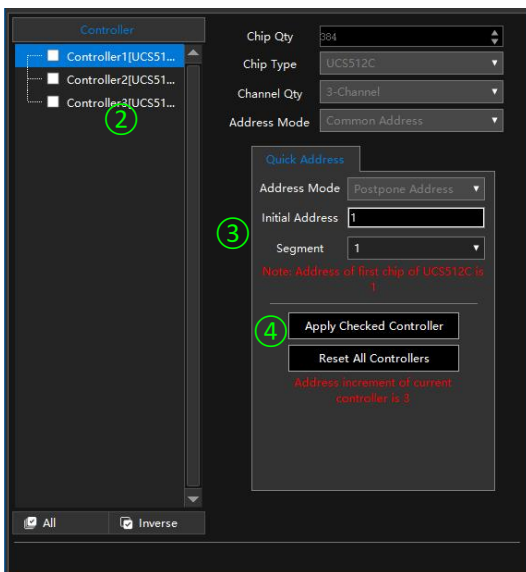 Controller
Controller1[UCS51...
Controller2[UCS51...
Controller3[UCS51...
②
All
Inverse
Chip Qty 384
Chip Type UCS512C
Channel Qty 3-Channel
Address Mode Common Address
Quick Address
Address Mode Postpone Address
③
Initial Address 1
Segment 1
Note: Address of first chip of UCS512C is
1
④
Apply Checked Controller
Reset All Controllers
Address increment of current
controller is 3